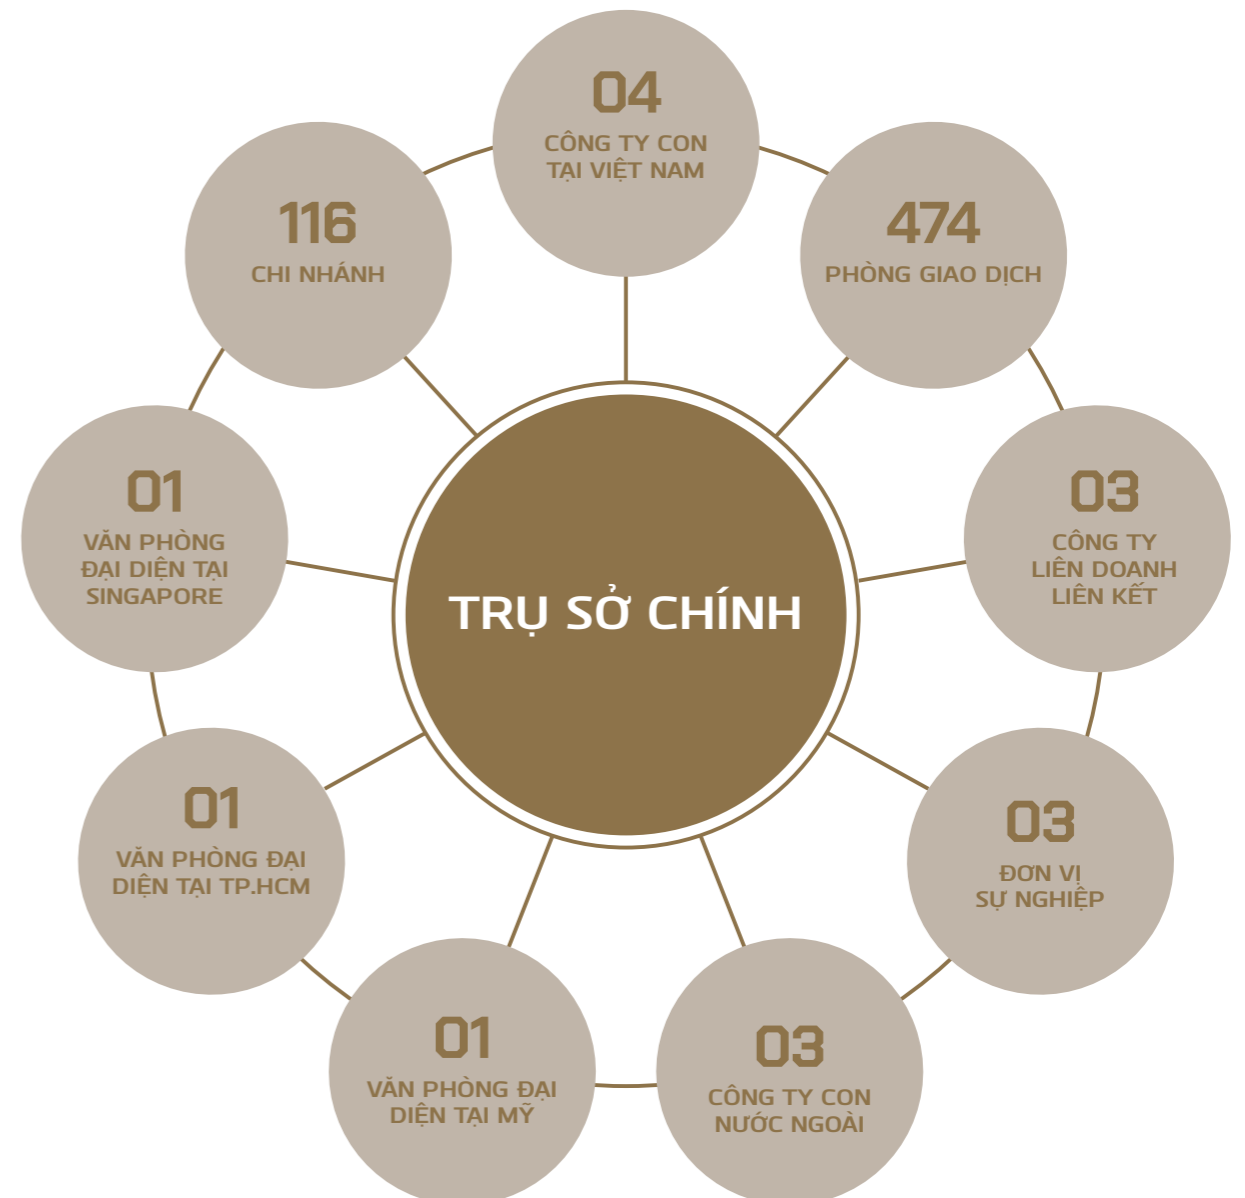 04
CÔNG TY CON
TẠI VIỆT NAM
116
CHI NHÁNH
474
PHÒNG GIAO DỊCH
01
VĂN PHÒNG
ĐẠI DIỆN TẠI
SINGAPORE
03
CÔNG TY
LIÊN DOANH
LIÊN KẾT
TRỤ SỞ CHÍNH
01
VĂN PHÒNG ĐẠI
DIỆN TẠI TP.HCM
03
ĐƠN VỊ
SỰ NGHIỆP
01
VĂN PHÒNG ĐẠI
DIỆN TẠI MỸ
03
CÔNG TY CON
NƯỚC NGOÀI